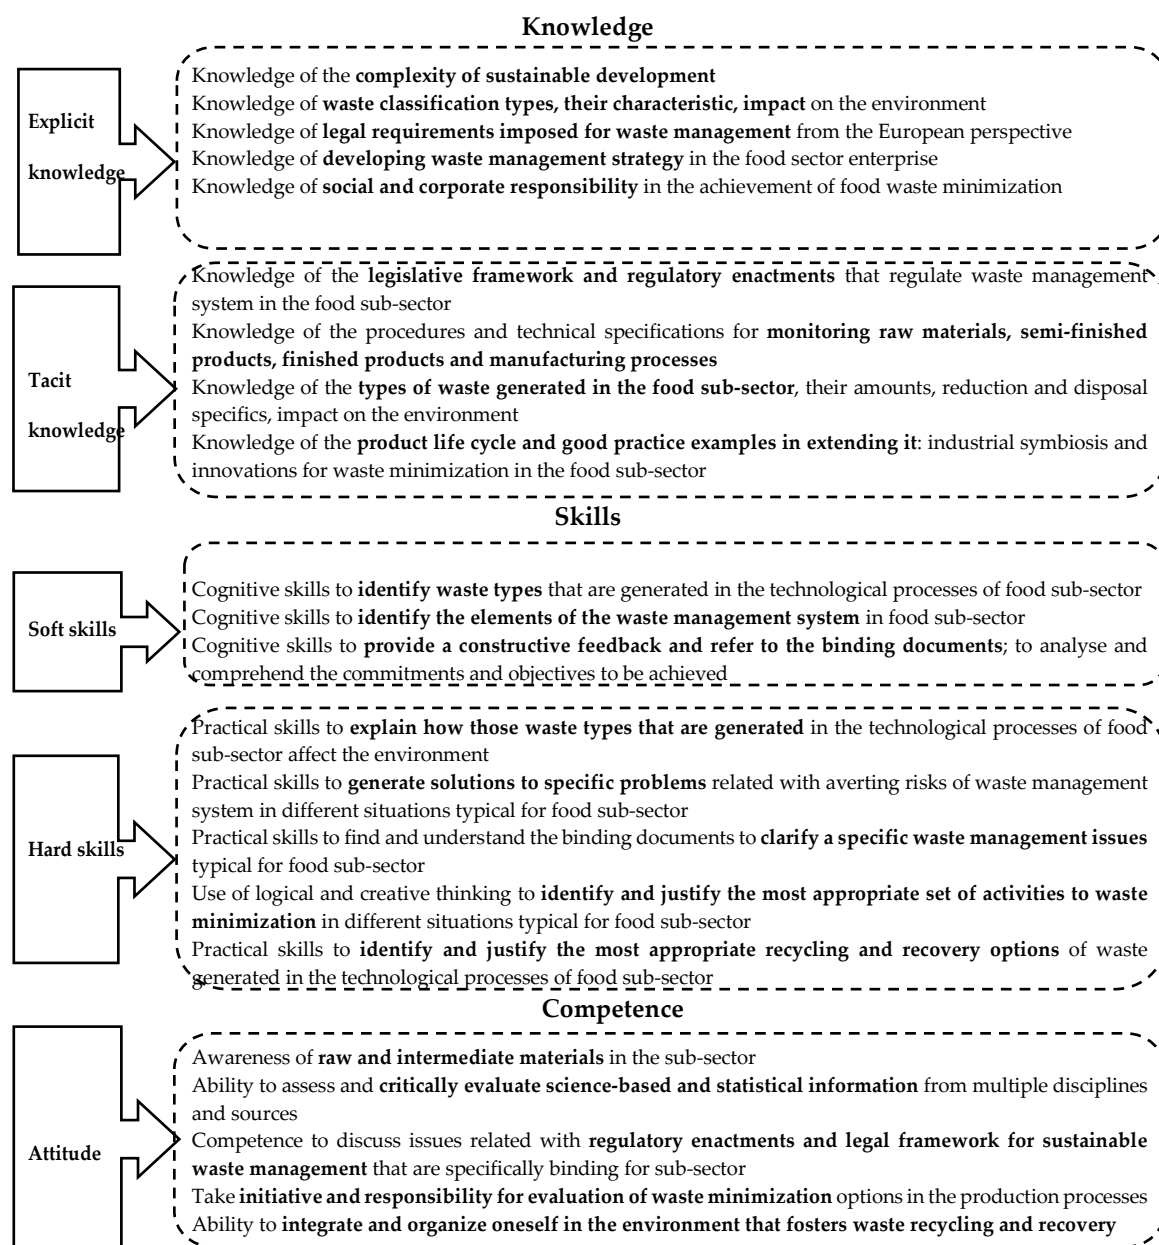 Knowledge
Explicit
knowledge
Knowledge of the complexity of sustainable development
Knowledge of waste classification types, their characteristic, impact on the environment
Knowledge of legal requirements imposed for waste management from the European perspective
Knowledge of developing waste management strategy in the food sector enterprise
Knowledge of social and corporate responsibility in the achievement of food waste minimization
Tacit
knowledge
Knowledge of the legislative framework and regulatory enactments that regulate waste management
system in the food sub-sector
Knowledge of the procedures and technical specifications for monitoring raw materials, semi-finished
products, finished products and manufacturing processes
Knowledge of the types of waste generated in the food sub-sector, their amounts, reduction and disposal
specifics, impact on the environment
Knowledge of the product life cycle and good practice examples in extending it: industrial symbiosis and
innovations for waste minimization in the food sub-sector
Skills
Soft skills
Cognitive skills to identify waste types that are generated in the technological processes of food sub-sector
Cognitive skills to identify the elements of the waste management system in food sub-sector
Cognitive skills to provide a constructive feedback and refer to the binding documents; to analyse and
comprehend the commitments and objectives to be achieved
Hard skills
Practical skills to explain how those waste types that are generated in the technological processes of food
sub-sector affect the environment
Practical skills to generate solutions to specific problems related with averting risks of waste management
system in different situations typical for food sub-sector
Practical skills to find and understand the binding documents to clarify a specific waste management issues
typical for food sub-sector
Use of logical and creative thinking to identify and justify the most appropriate set of activities to waste
minimization in different situations typical for food sub-sector
Practical skills to identify and justify the most appropriate recycling and recovery options of waste
generated in the technological processes of food sub-sector
Competence
Attitude
Awareness of raw and intermediate materials in the sub-sector
Ability to assess and critically evaluate science-based and statistical information from multiple disciplines
and sources
Competence to discuss issues related with regulatory enactments and legal framework for sustainable
waste management that are specifically binding for sub-sector
Take initiative and responsibility for evaluation of waste minimization options in the production processes
Ability to integrate and organize oneself in the environment that fosters waste recycling and recovery